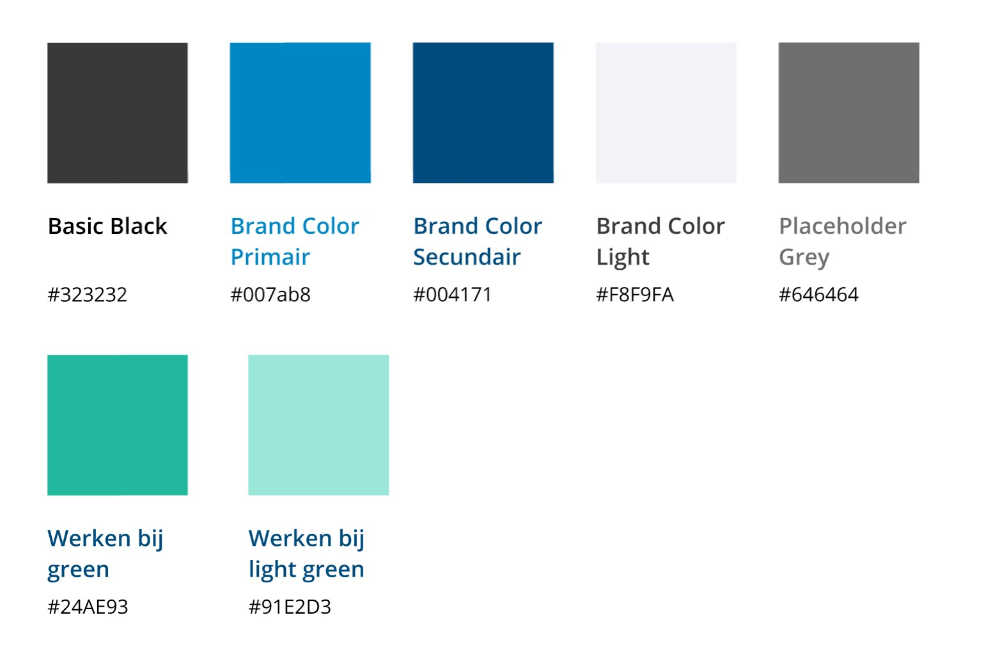 Basic Black
#323232
Brand Color
Primair
#007ab8
Brand Color
Secundair
#004171
Brand Color
Light
#F8F9FA
Placeholder
Grey
#646464
Werken bij
green
#24AE93
Werken bij
light green
#91E2D3